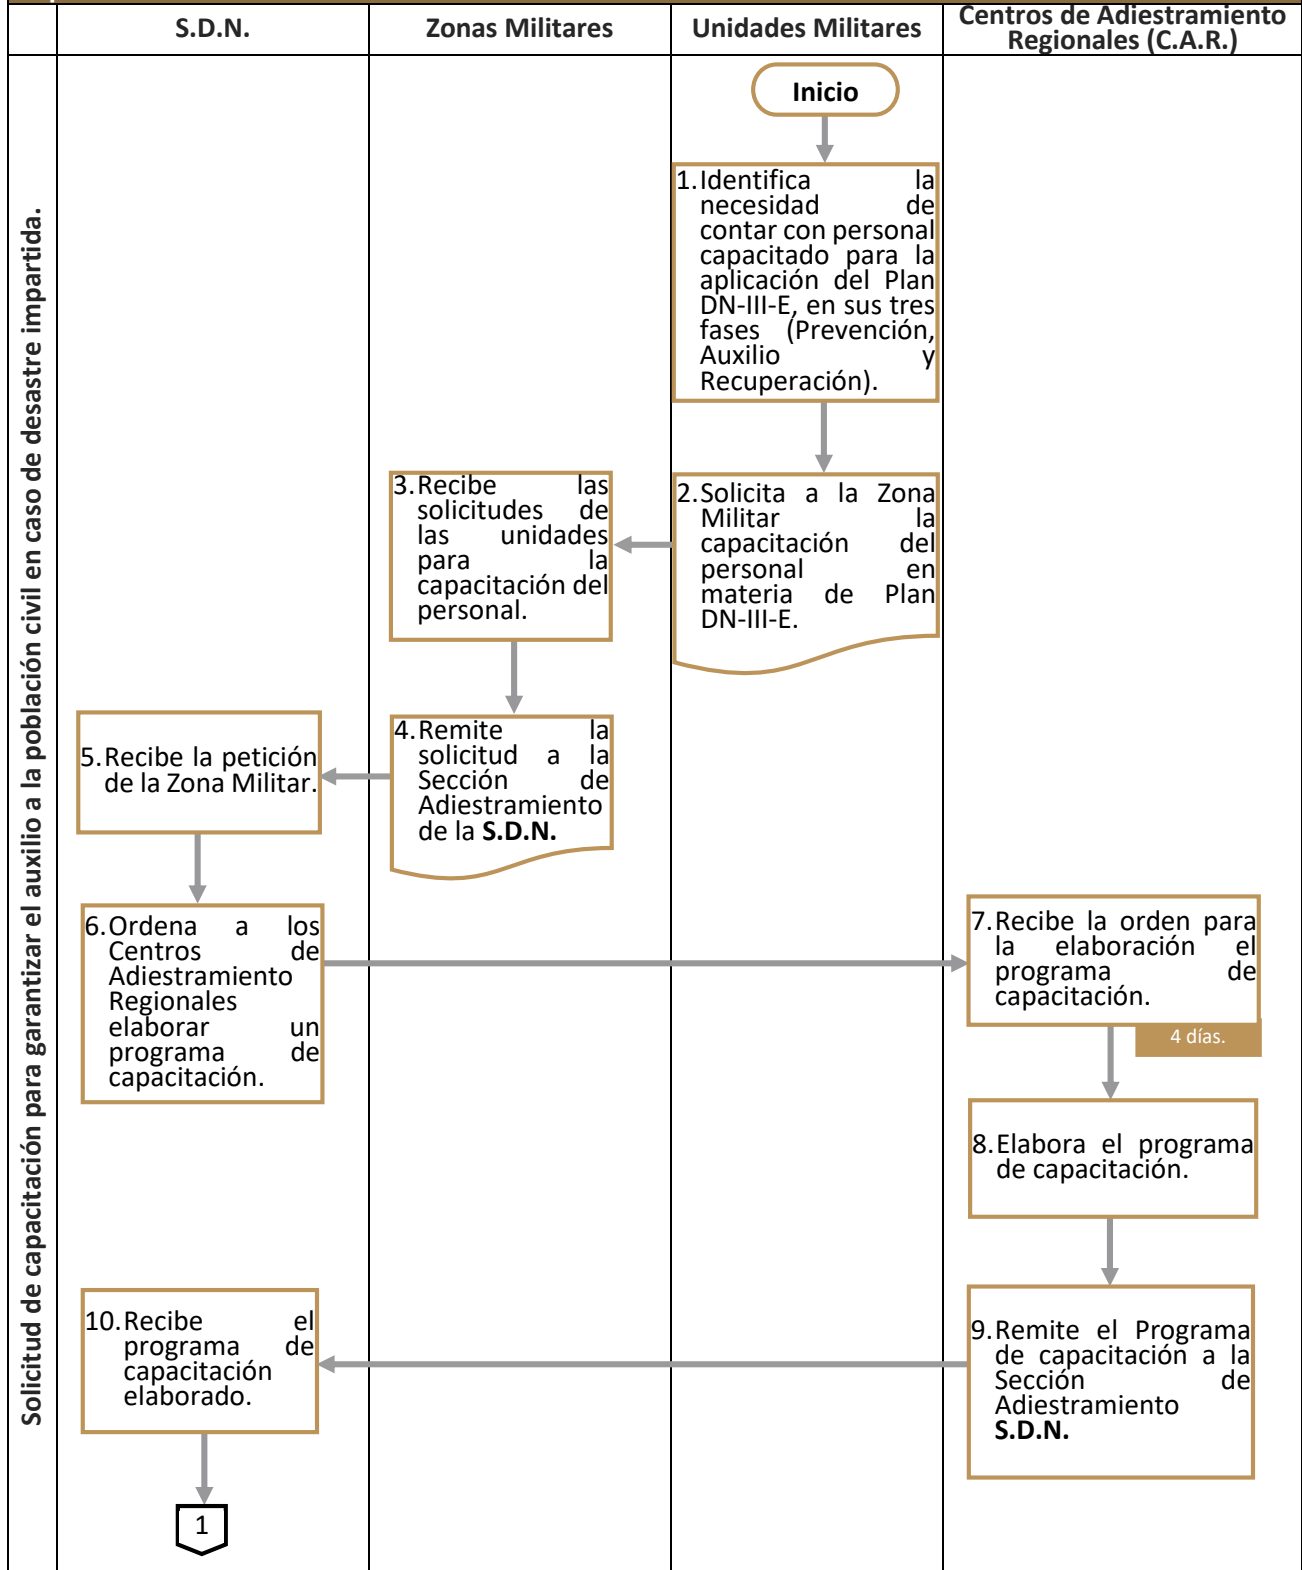 S.D.N.
Zonas Militares
Unidades Militares
Centros de Adiestramiento
Regionales (C.A.R.)
Solicitud de capacitación para garantizar el auxilio a la población civil en caso de desastre impartida.
Inicio
1.Identifica la
necesidad de
contar con personal
capacitado para la
aplicación del Plan
DN-III-E, en sus tres
fases (Prevención,
Auxilio y
Recuperación).
2.Solicita a la Zona
Militar la
capacitación del
personal en
materia de Plan
DN-III-E.
3.Recibe las
solicitudes de
las unidades
para la
capacitación del
personal.
4.Remite la
solicitud a la
Sección de
Adiestramiento
de la S.D.N.
5.Recibe la petición
de la Zona Militar.
6.Ordena a los
Centros de
Adiestramiento
Regionales
elaborar un
programa de
capacitación.
7.Recibe la orden para
la elaboración el
programa de
capacitación.
4 días.
8.Elabora el programa
de capacitación.
9.Remite el Programa
de capacitación a la
Sección de
Adiestramiento
S.D.N.
10.Recibe el
programa de
capacitación
elaborado.
1